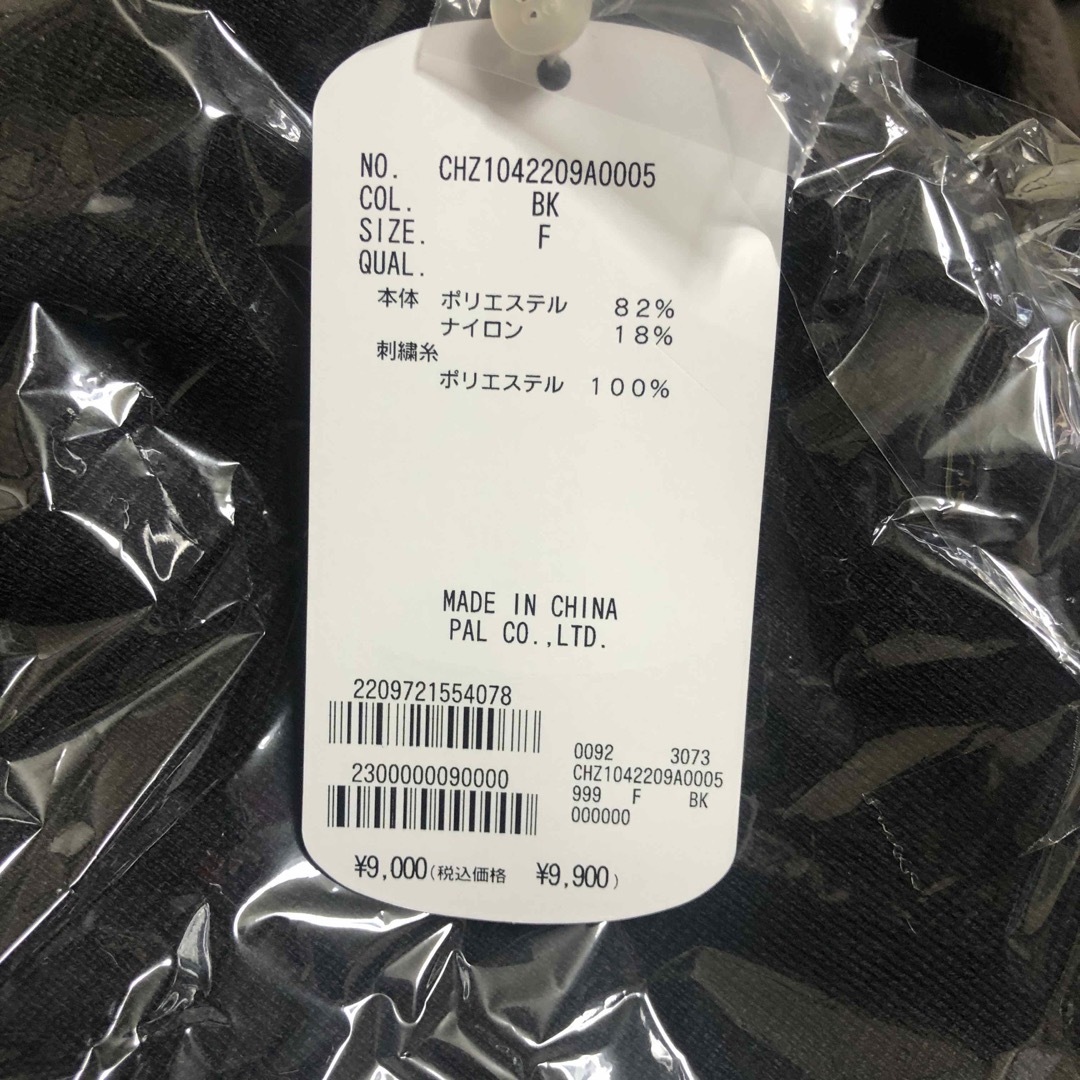 NO. CHZ1042209A0005
COL. BK
SIZE. F
QUAL.
本体 ポリエステル 82%
ナイロン 18%
刺繍糸
ポリエステル 100%
MADE IN CHINA
PAL CO.,LTD.
2209721554078
2300000090000
0092 3073
CHZ1042209A0005
999 F BK
000000
¥9,000(税込価格 ¥9,900)